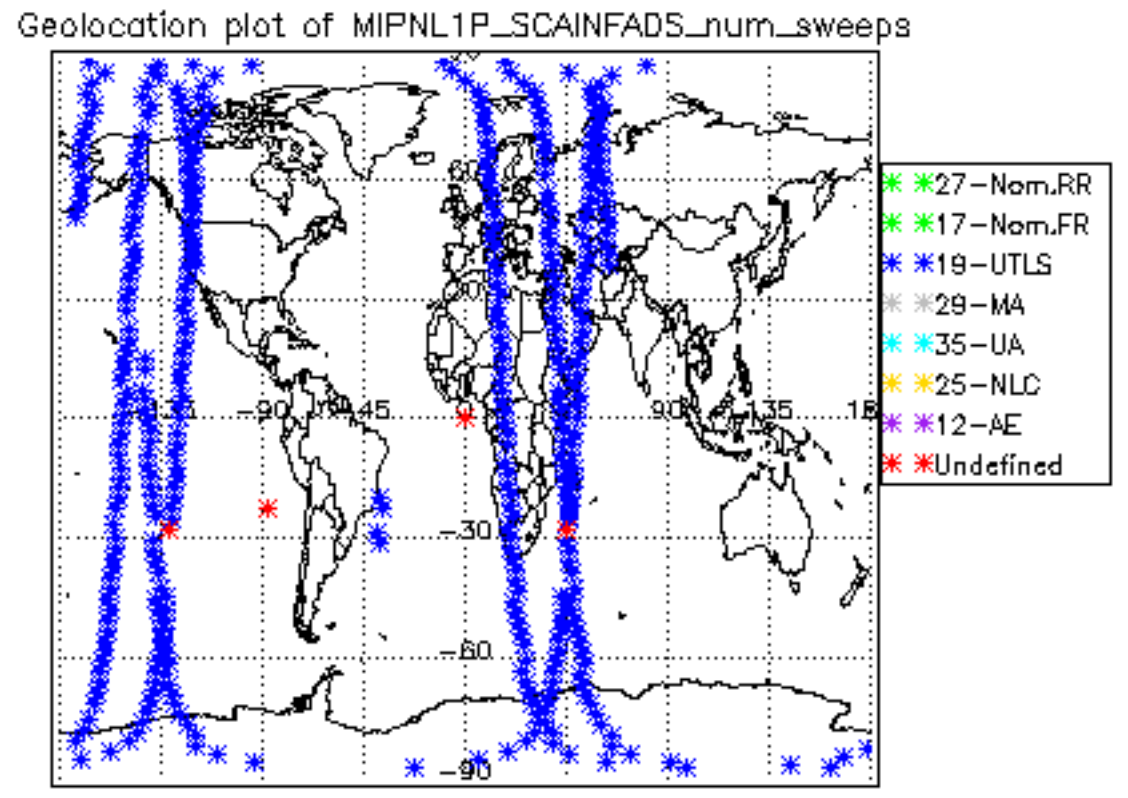 Geolocation plot of MIPNL1P_SCAINFADS_num_sweeps
60
27-Nom.RR
17-Nom.FR
19-UTLS
29-MA
35-UA
-90
-45
90
135
25-NLC
12-AE
Undefined
-30
-60
-90